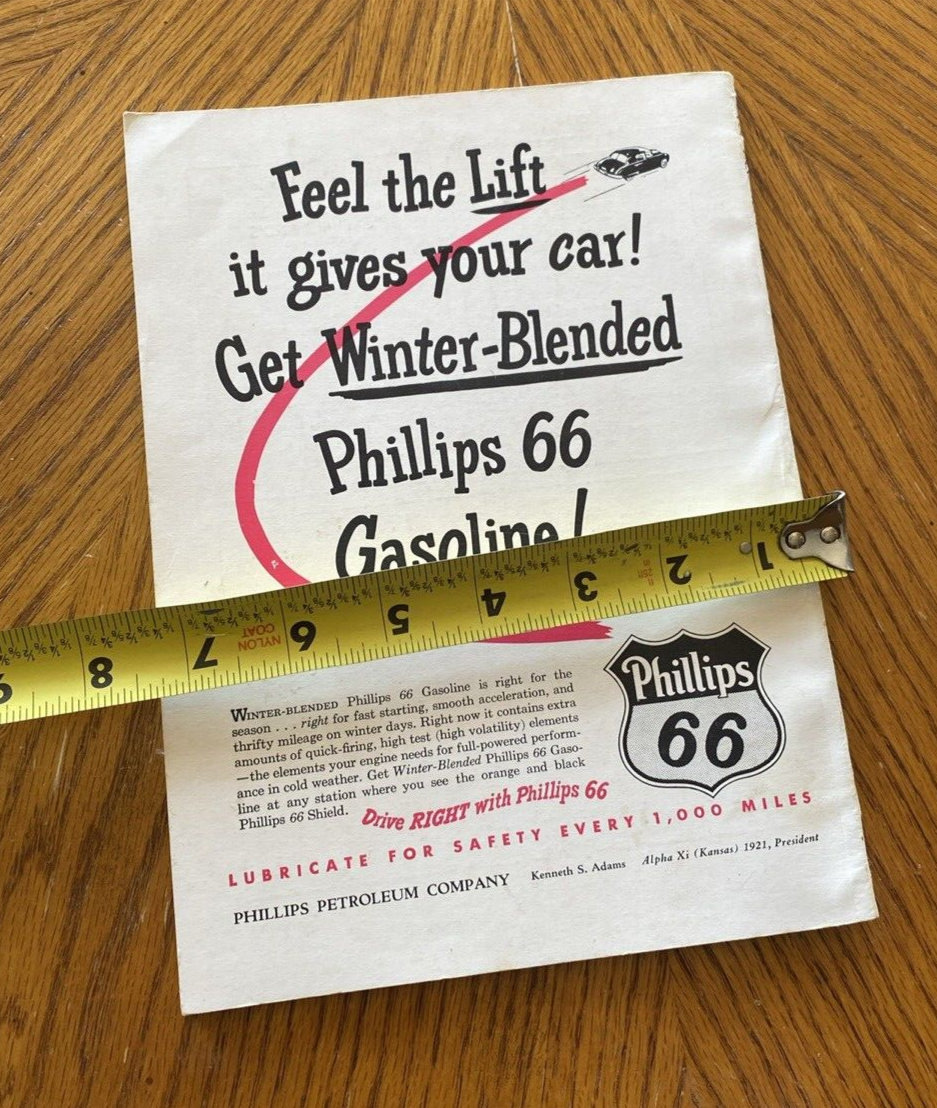 Feel the Lift
it gives your car!
Get Winter-Blended
Phillips 66
Gasoline!
1 2 3 4 5 6 7 8 9
NYLON
COAT
WINTER-BLENDED Phillips 66 Gasoline is right for the
season . . . right for fast starting, smooth acceleration, and
thrifty mileage on winter days. Right now it contains extra
amounts of quick-firing, high test (high volatility) elements
—the elements your engine needs for full-powered perform-
ance in cold weather. Get Winter-Blended Phillips 66 Gaso-
line at any station where you see the orange and black
Phillips 66 Shield.
Phillips
66
Drive RIGHT with Phillips 66
LUBRICATE FOR SAFETY EVERY 1,000 MILES
PHILLIPS PETROLEUM COMPANY Kenneth S. Adams Alpha Xi (Kansas) 1921, President